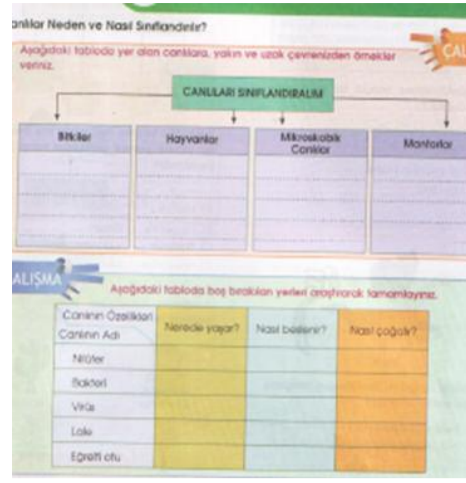 anlılar Neden ve Nasıl Sınıflandırılır?
Aşağıdaki tabloda yer alan canlılara, yakın ve uzak çevrenizden örnekler
veriniz.
ÇAL
CANLILARI SINIFLANDIRALIM
Bitkiler Hayvanlar Mikroskobik Canlılar Mantarlar
ALIŞMA
Aşağıdaki tabloda boş bırakılan yerleri araştırarak tamamlayınız.
Canlının Özellikleri
Canlının Adı
Nerede yaşar? Nasıl beslenir? Nasıl çoğalır?
Nilüfer
Bakteri
Virüs
Lale
Eğrelti otu